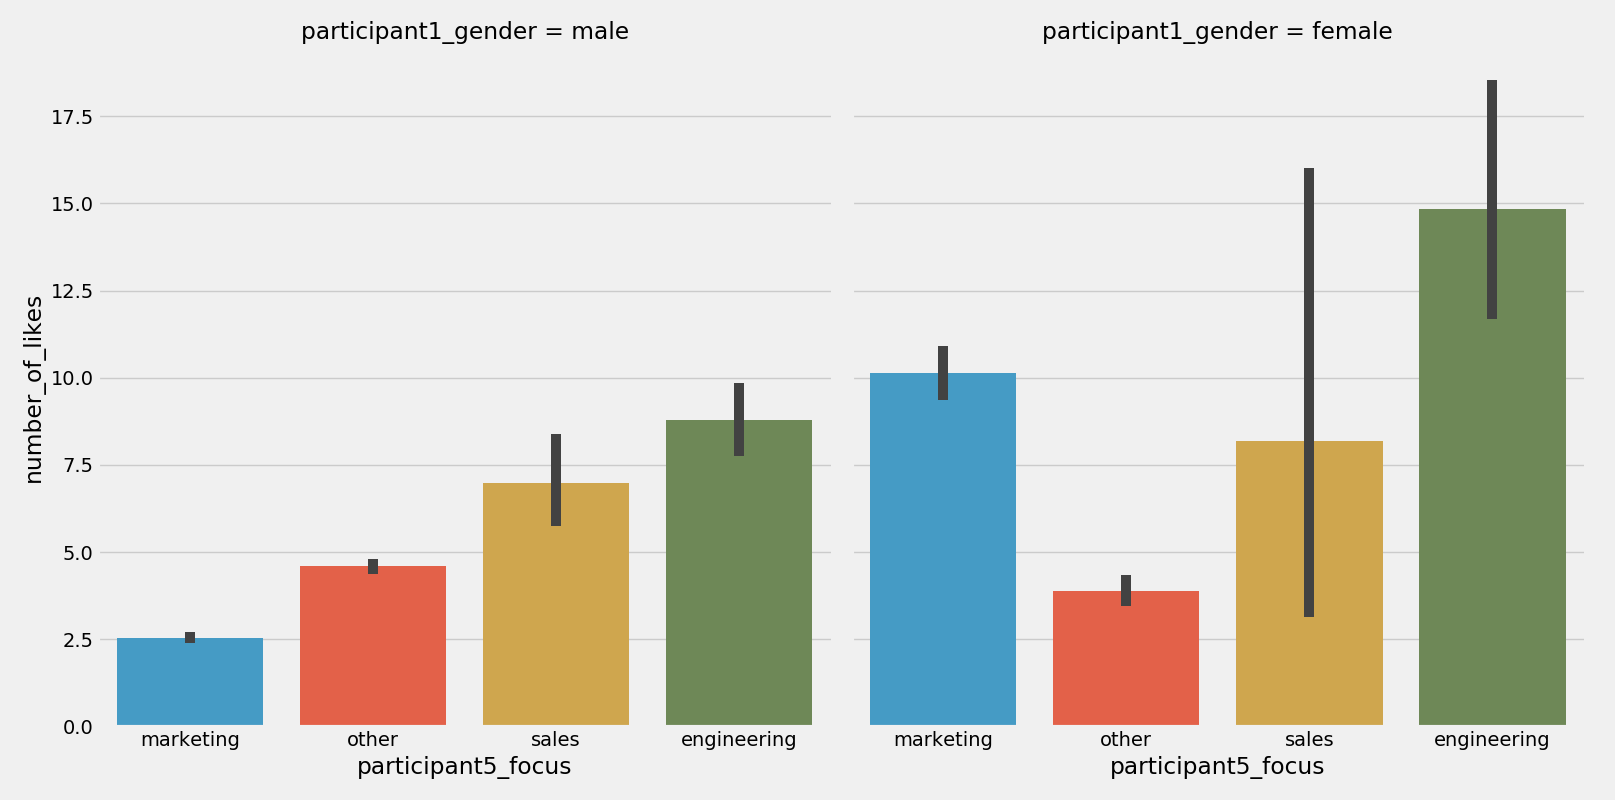 participant1_gender = male
participant1_gender = female
number_of_likes
17.5
15.0
12.5
10.0
7.5
5.0
2.5
0.0
marketing other sales engineering
marketing other sales engineering
participant5_focus
participant5_focus